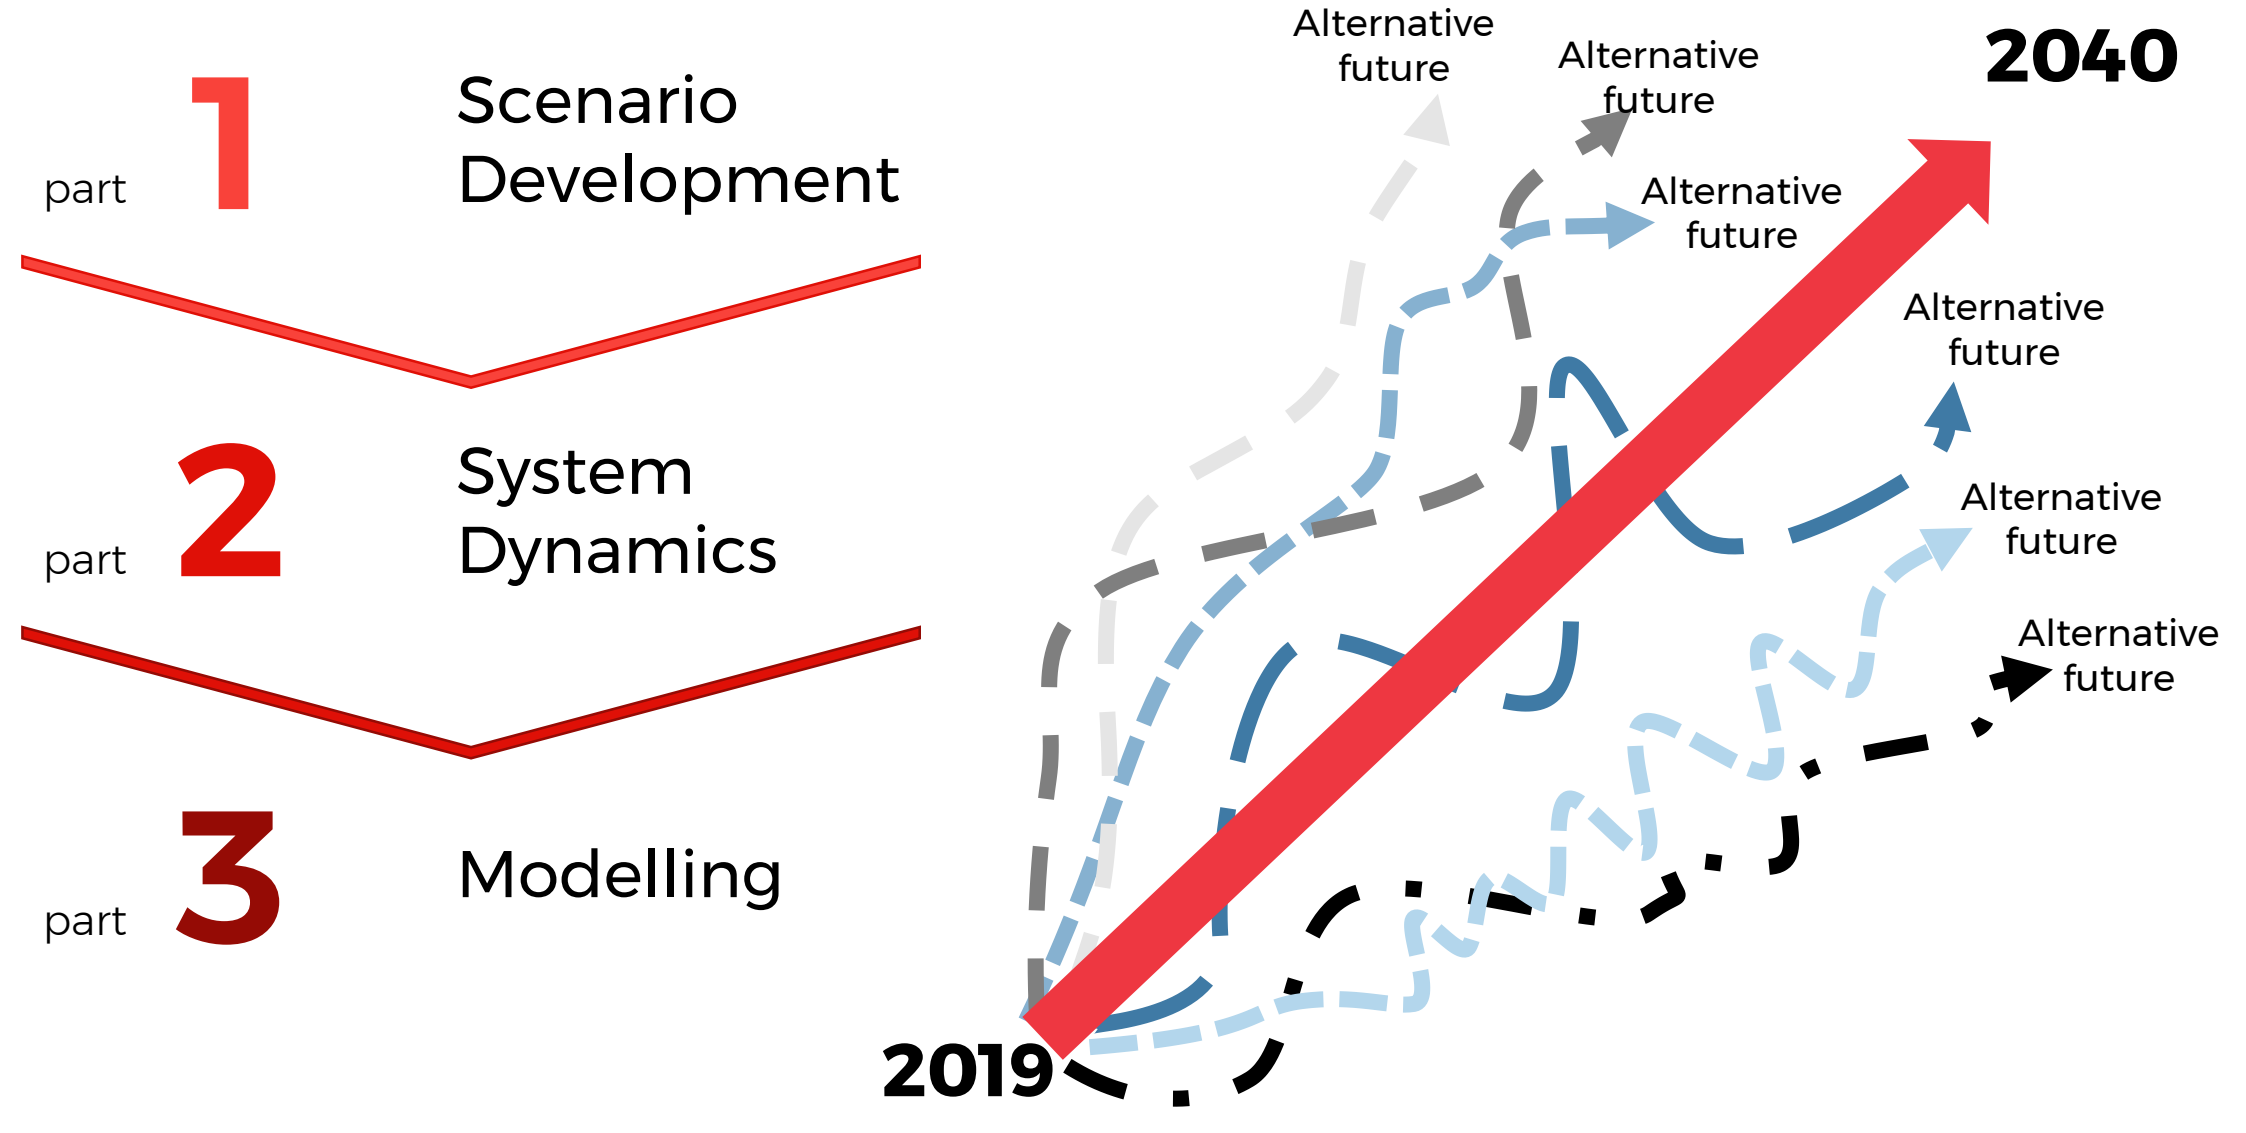 part 1 Scenario
Development
part 2 System
Dynamics
part 3 Modelling
Alternative
future
Alternative
future
2040
Alternative
future
Alternative
future
Alternative
future
Alternative
future
2019